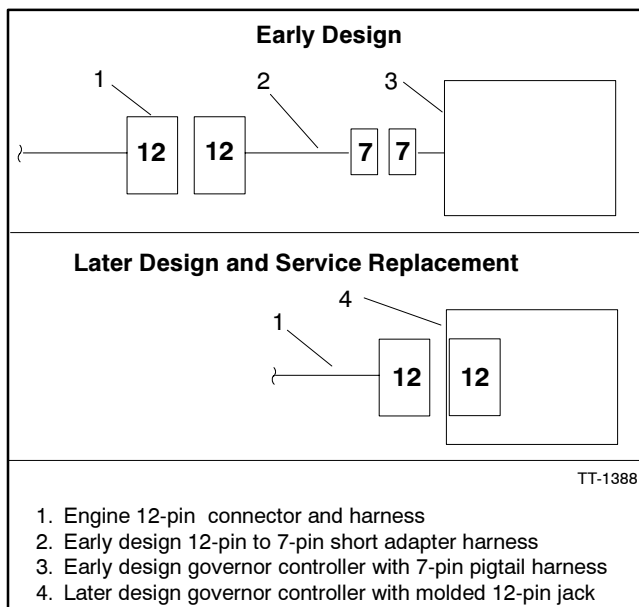 Early Design
1 2 3
12 12 7 7
Later Design and Service Replacement
4
1
12 12
TT-1388
1. Engine 12-pin connector and harness
2. Early design 12-pin to 7-pin short adapter harness
3. Early design governor controller with 7-pin pigtail harness
4. Later design governor controller with molded 12-pin jack